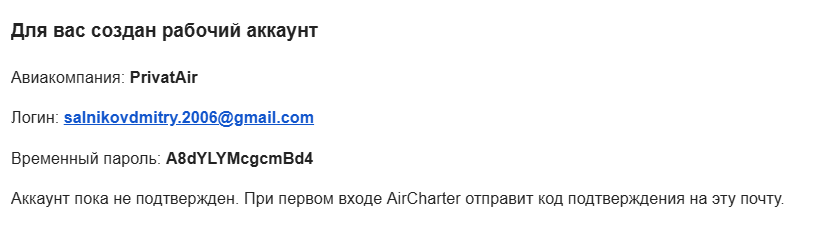 Для вас создан рабочий аккаунт
Авиакомпания: PrivatAir
Логин: salnikovdmitry.2006@gmail.com
Временный пароль: A8dYLYMcgcmBd4
Аккаунт пока не подтвержден. При первом входе AirCharter отправит код подтверждения на эту почту.